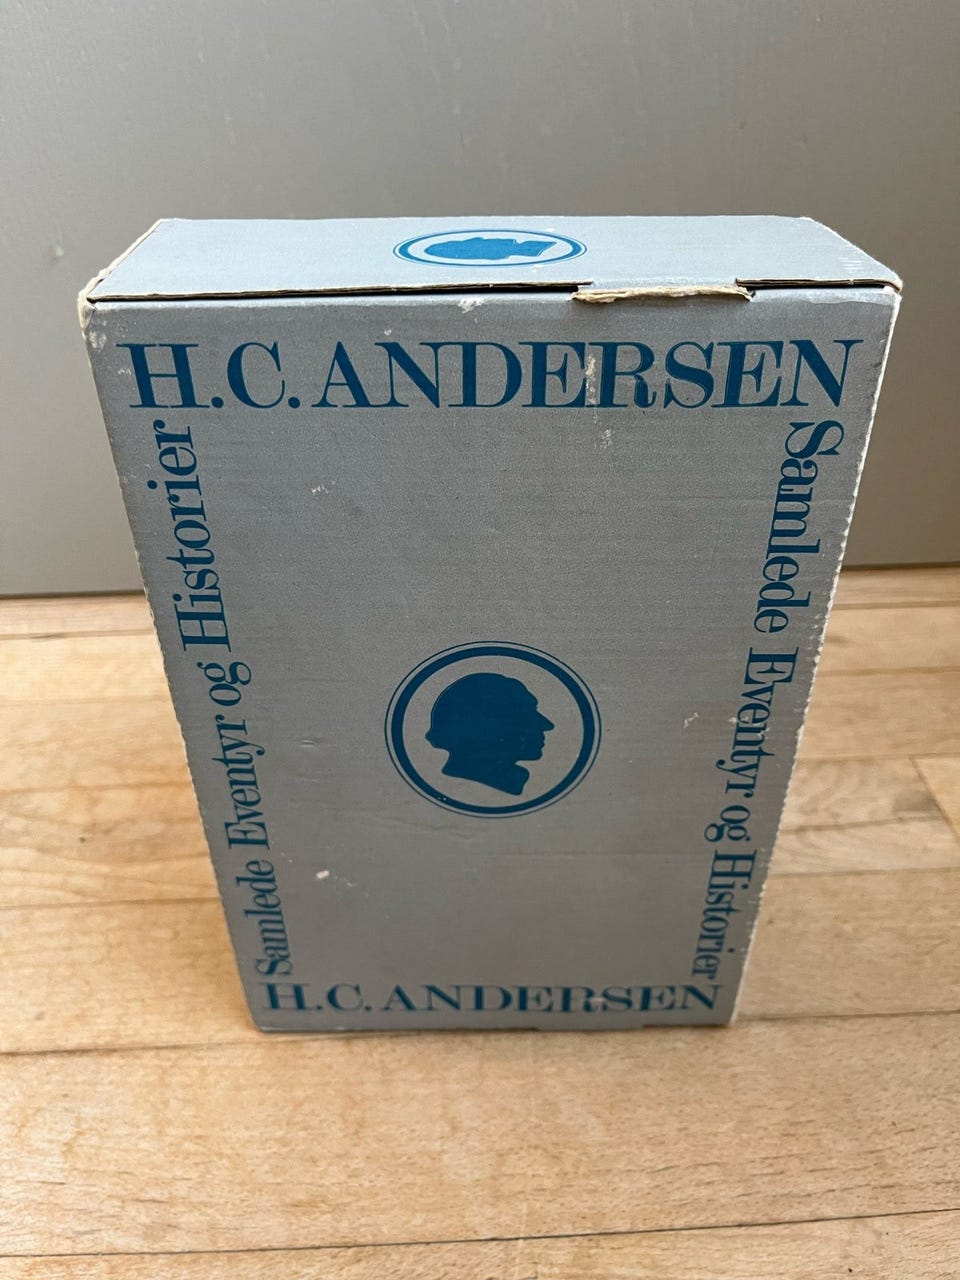 H.C. ANDERSEN
Samlede Eventyr og Historier
Samlede Eventyr og Historier
H.C. ANDERSEN